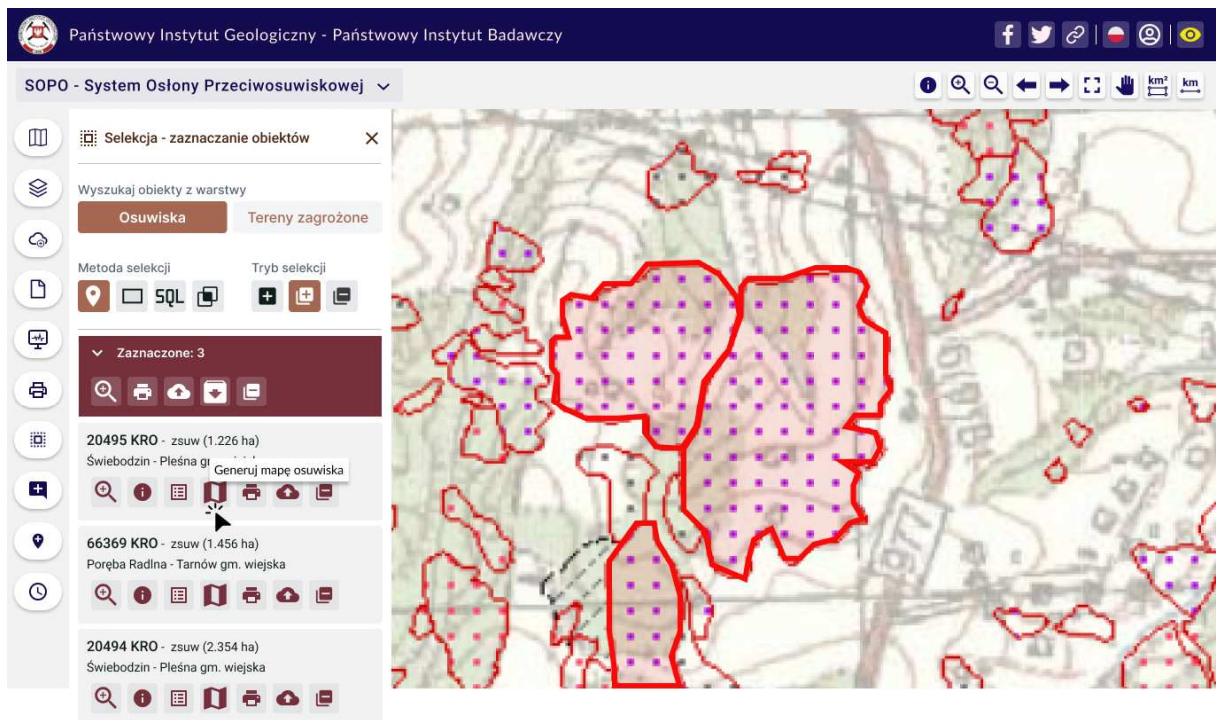 Państwowy Instytut Geologiczny - Państwowy Instytut Badawczy
SOPO - System Osłony Przeciwosuwiskowej
km²
km
Selekcja - zaznaczanie obiektów
Wyszukaj obiekty z warstwy
Osuwiska
Tereny zagrożone
Metoda selekcji
Tryb selekcji
SQL
Zaznaczone: 3
20495 KRO - zsuw (1.226 ha)
Świebodzin - Pleśna
Generuj mapę osuwiska
66369 KRO - zsuw (1.456 ha)
Poręba Radlna - Tarnów gm. wiejska
20494 KRO - zsuw (2.354 ha)
Świebodzin - Pleśna gm. wiejska